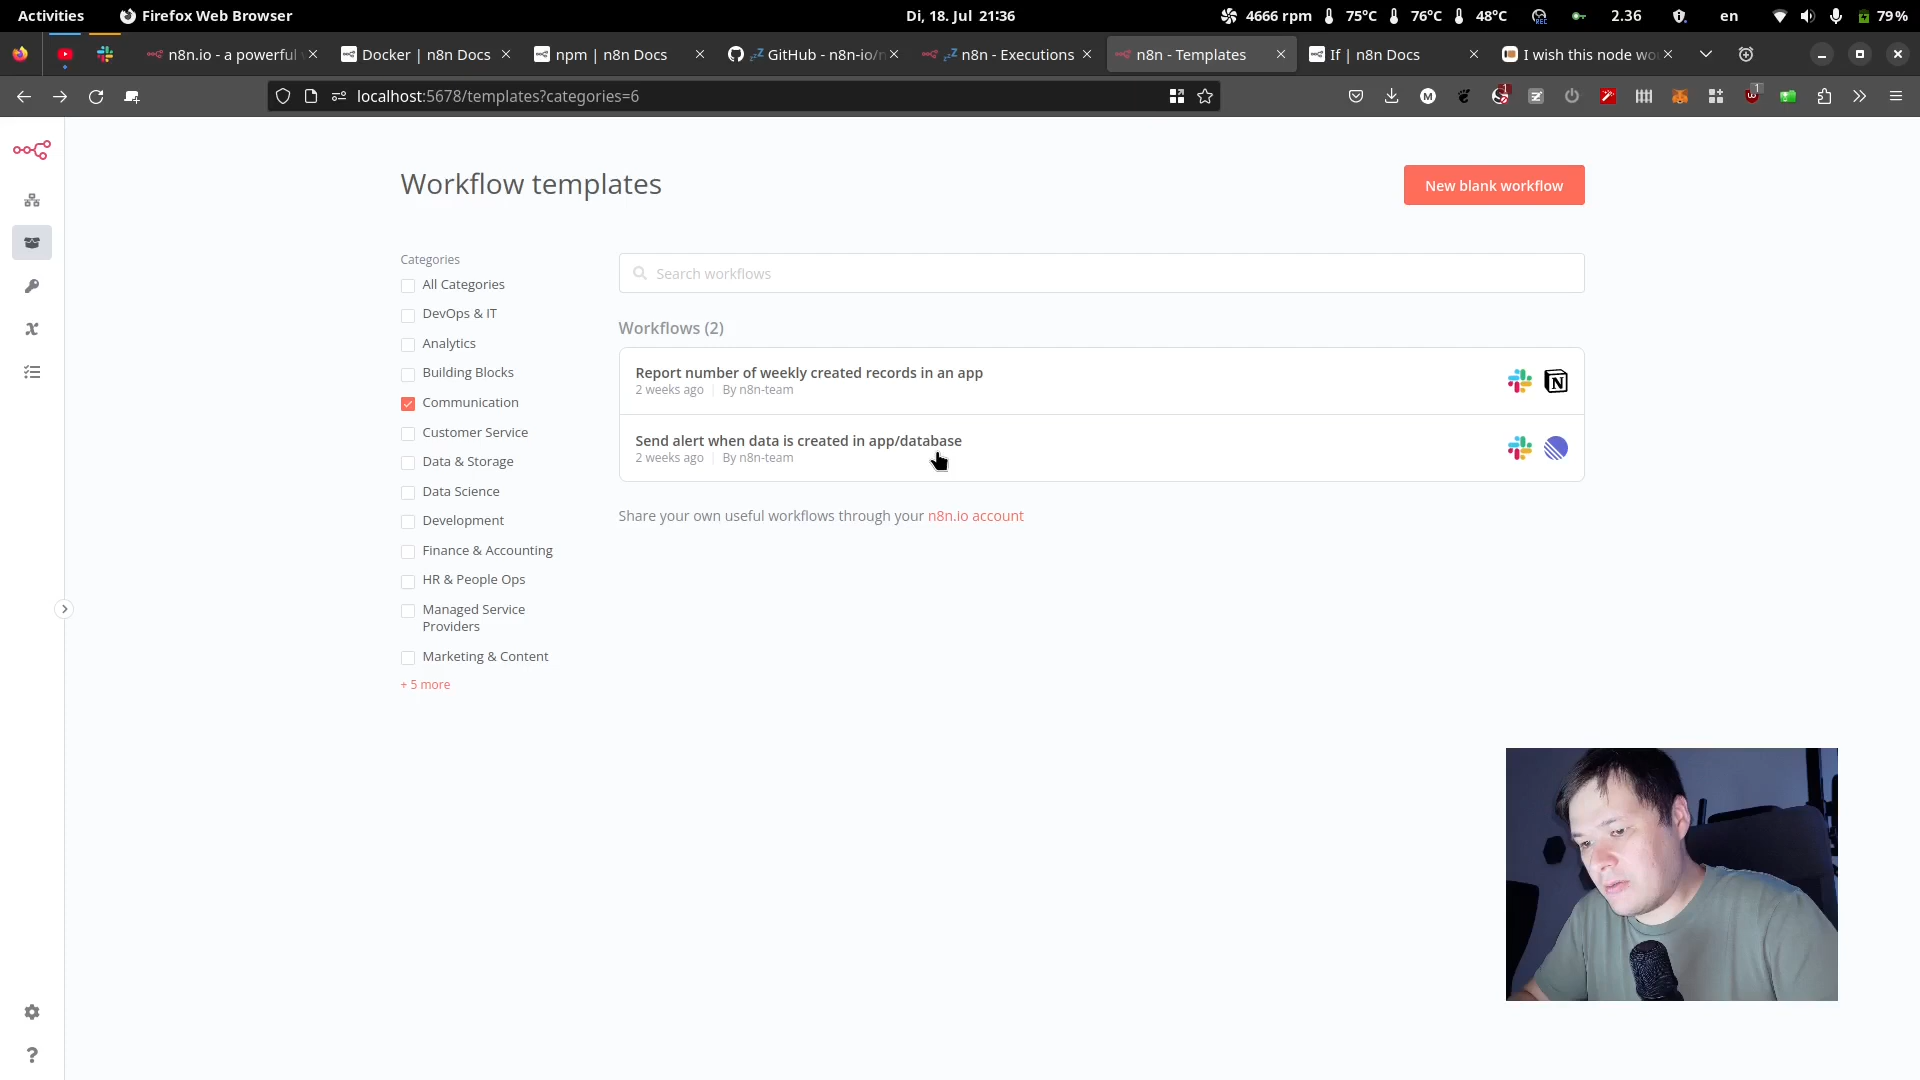 Activities
Firefox Web Browser
Di, 18. Jul 21:36
4666 rpm
75°C
76°C
48°C
2.36
en
79 %
n8n.io - a powerful
Docker | n8n Docs
npm | n8n Docs
GitHub - n8n-io/n
n8n - Executions
n8n - Templates
If | n8n Docs
I wish this node wo
localhost:5678/templates?categories=6
Workflow templates
New blank workflow
Categories
All Categories
DevOps & IT
Analytics
Building Blocks
Communication
Customer Service
Data & Storage
Data Science
Development
Finance & Accounting
HR & People Ops
Managed Service
Providers
Marketing & Content
+ 5 more
Search workflows
Workflows (2)
Report number of weekly created records in an app
2 weeks ago | By n8n-team
Send alert when data is created in app/database
2 weeks ago | By n8n-team
Share your own useful workflows through your n8n.io account